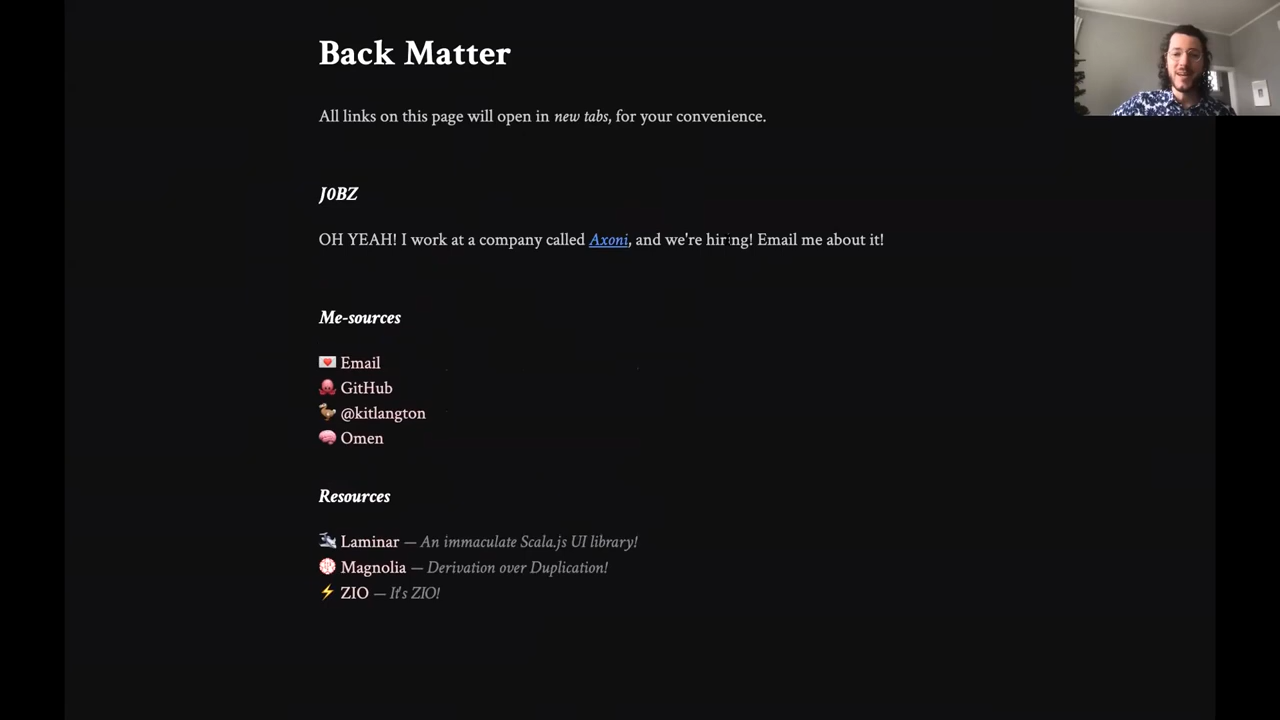 Back Matter
All links on this page will open in new tabs, for your convenience.
J0BZ
OH YEAH! I work at a company called Axoni, and we're hiring! Email me about it!
Me-sources
Email
GitHub
@kitlangton
Omen
Resources
Laminar — An immaculate Scala.js UI library!
Magnolia — Derivation over Duplication!
ZIO — It's ZIO!